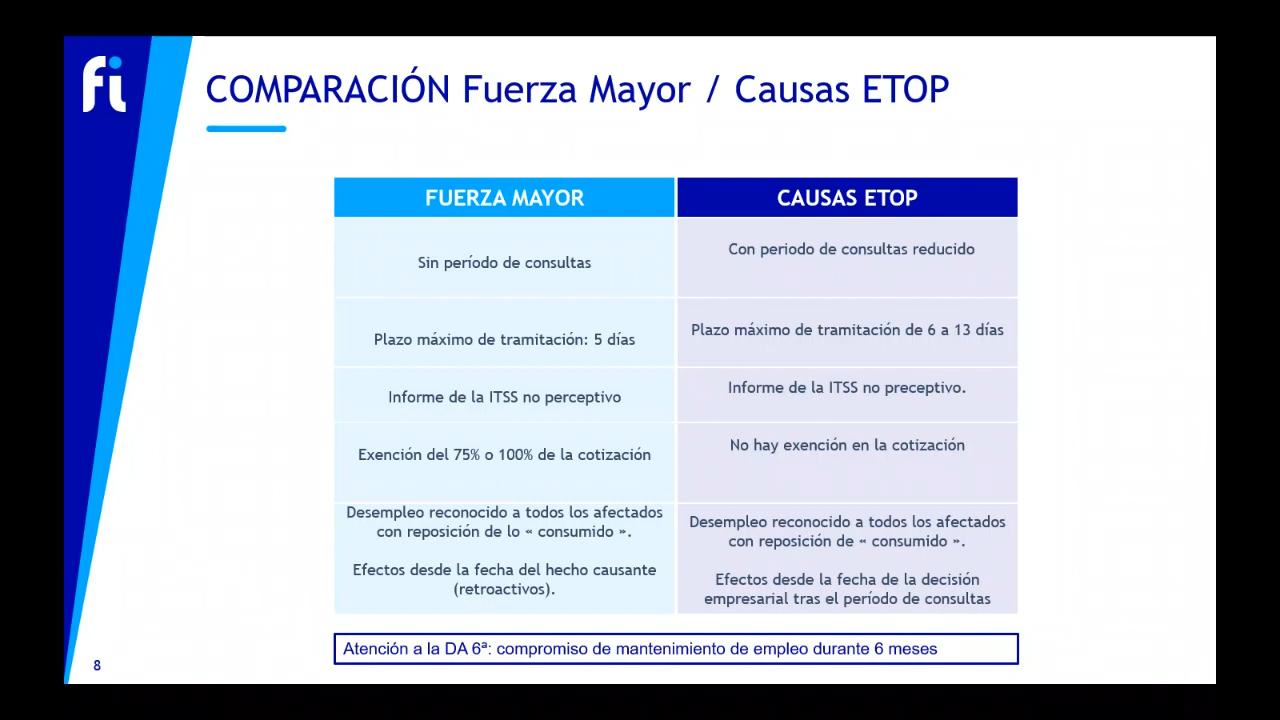 fi
COMPARACIÓN Fuerza Mayor / Causas ETOP
FUERZA MAYOR
CAUSAS ETOP
Sin período de consultas
Con periodo de consultas reducido
Plazo máximo de tramitación: 5 días
Plazo máximo de tramitación de 6 a 13 días
Informe de la ITSS no perceptivo
Informe de la ITSS no preceptivo.
Exención del 75% o 100% de la cotización
No hay exención en la cotización
Desempleo reconocido a todos los afectados
con reposición de lo « consumido ».
Efectos desde la fecha del hecho causante
(retroactivos).
Desempleo reconocido a todos los afectados
con reposición de « consumido ».
Efectos desde la fecha de la decisión
empresarial tras el período de consultas
Atención a la DA 6ª: compromiso de mantenimiento de empleo durante 6 meses
8